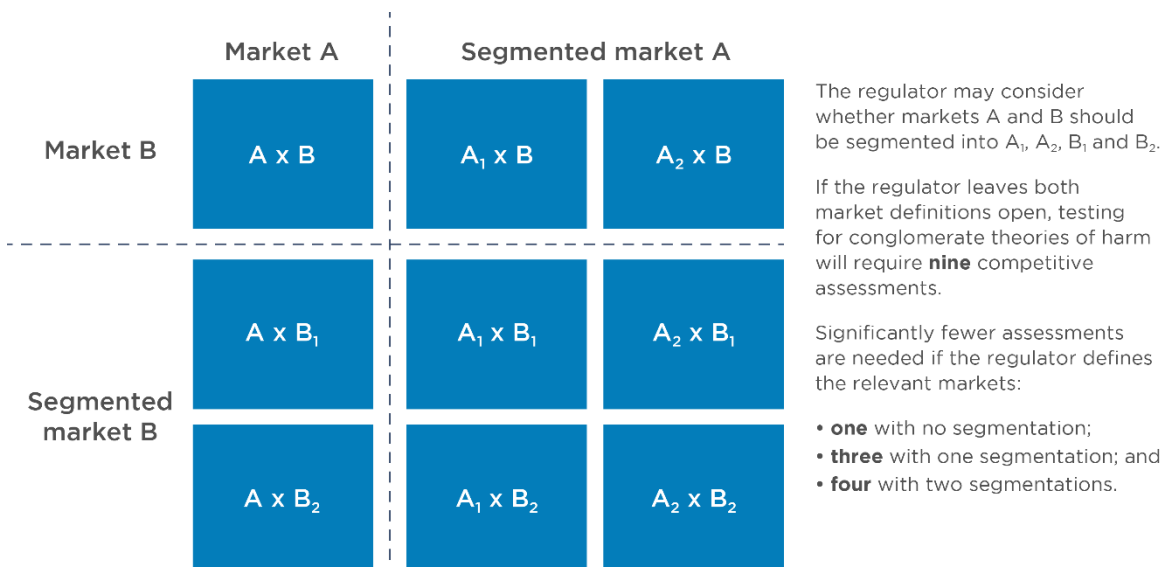 Market A
Segmented market A
Market B
A x B
A₁ x B
A₂ x B
Segmented
market B
A x B₁
A₁ x B₁
A₂ x B₁
A x B₂
A₁ x B₂
A₂ x B₂
The regulator may consider
whether markets A and B should
be segmented into A₁, A₂, B₁ and B₂.
If the regulator leaves both
market definitions open, testing
for conglomerate theories of harm
will require nine competitive
assessments.
Significantly fewer assessments
are needed if the regulator defines
the relevant markets:
• one with no segmentation;
• three with one segmentation; and
• four with two segmentations.